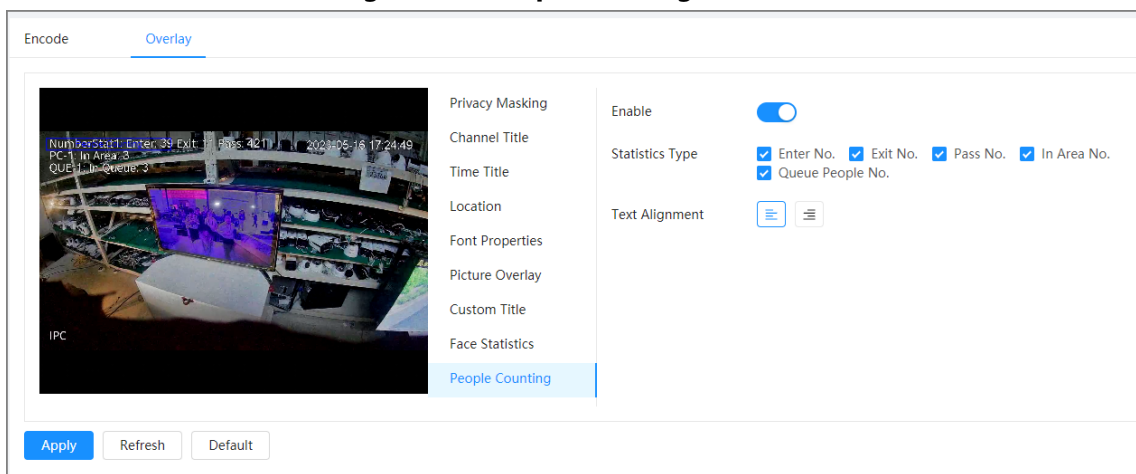 Encode Overlay
NumberStat1: Enter: 39 Exit: Pass: 421 2023-05-16 17:24:49
PC-1: In Area: 3
QUE-1: In Queue: 3
IPC
Privacy Masking
Channel Title
Time Title
Location
Font Properties
Picture Overlay
Custom Title
Face Statistics
People Counting
Enable
Statistics Type Enter No. Exit No. Pass No. In Area No.
Queue People No.
Text Alignment
Apply Refresh Default